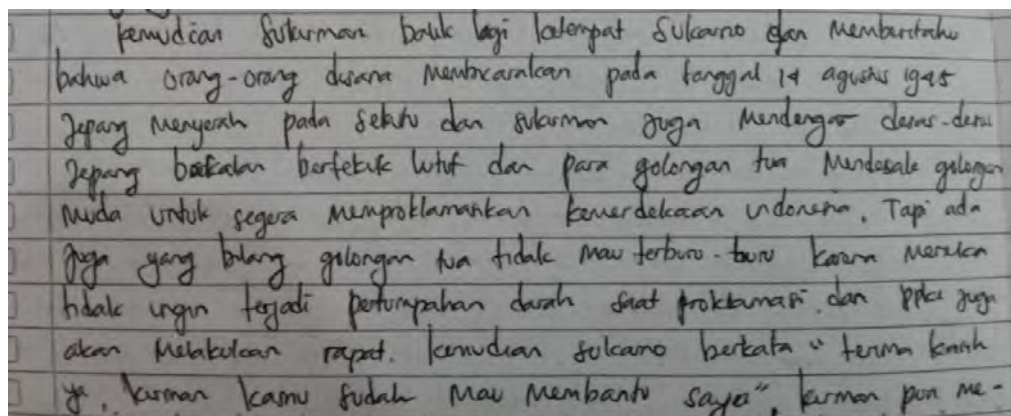 kemudian Sukarman balik lagi ketempat Sukarno dan Memberitahu
bahwa orang-orang disana Membicarakan pada tanggal 14 agustus 1945
Jepang Menyerah pada Sekutu dan sukarman juga Mendengar desas-desus
Jepang bertekuk lutut dan para golongan tua Mendesak golongan
Muda untuk segera Memproklamasikan kemerdekaan indonesia. Tapi ada
Juga yang bilang golongan tua tidak Mau terburu-buru karena Mereka
tidak ingin terjadi pertumpahan darah saat proklamasi. dan ppki juga
akan Melakukan rapat. kemudian sukarno berkata " terima kasih
ya, karman kamu sudah Mau Membantu saya", karman pun me-